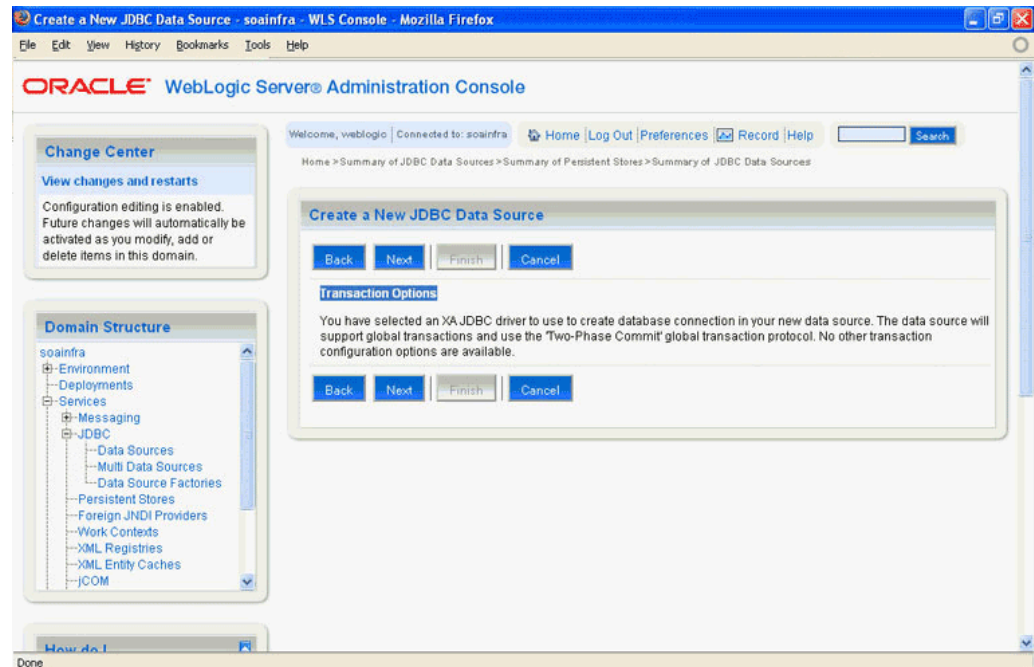 Create a New JDBC Data Source - soainfra - WLS Console - Mozilla Firefox
File Edit View History Bookmarks Tools Help
ORACLE® WebLogic Server® Administration Console
Change Center
View changes and restarts
Configuration editing is enabled.
Future changes will automatically be
activated as you modify, add or
delete items in this domain.
Domain Structure
soainfra
Environment
Deployments
Services
Messaging
JDBC
Data Sources
Multi Data Sources
Data Source Factories
Persistent Stores
Foreign JNDI Providers
Work Contexts
XML Registries
XML Entity Caches
jCOM
How do I
Welcome, weblogic Connected to: soainfra Home Log Out Preferences Record Help Search
Home >Summary of JDBC Data Sources >Summary of Persistent Stores >Summary of JDBC Data Sources
Create a New JDBC Data Source
Back Next Finish Cancel
Transaction Options
You have selected an XA JDBC driver to use to create database connection in your new data source. The data source will
support global transactions and use the 'Two-Phase Commit' global transaction protocol. No other transaction
configuration options are available.
Back Next Finish Cancel
Done